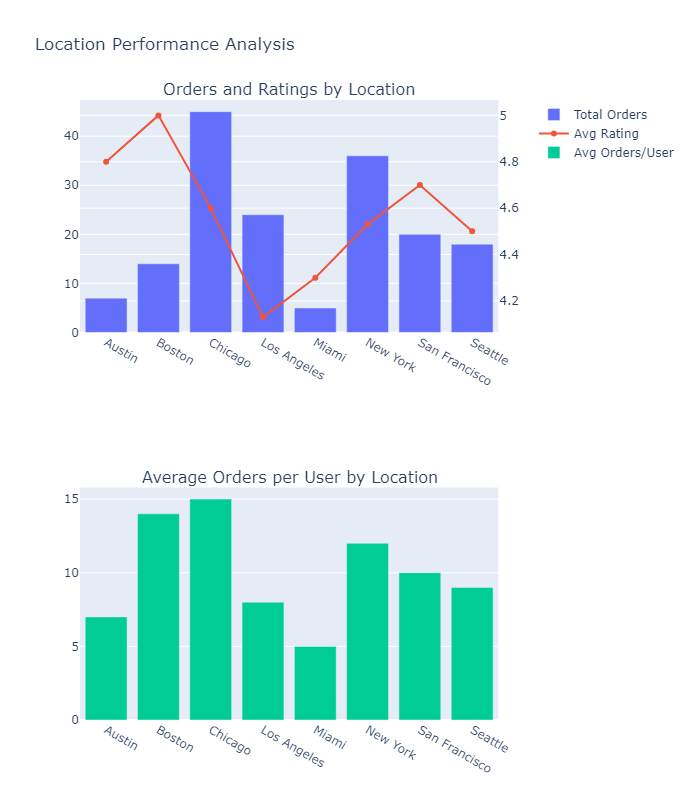 Location Performance Analysis
Orders and Ratings by Location
Total Orders
Avg Rating
Avg Orders/User
40
30
20
10
0
5
4.8
4.6
4.4
4.2
Austin
Boston
Chicago
Los Angeles
Miami
New York
San Francisco
Seattle
Average Orders per User by Location
15
10
5
0
Austin
Boston
Chicago
Los Angeles
Miami
New York
San Francisco
Seattle